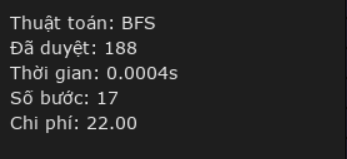 Thuật toán: BFS
Đã duyệt: 188
Thời gian: 0.0004s
Số bước: 17
Chi phí: 22.00